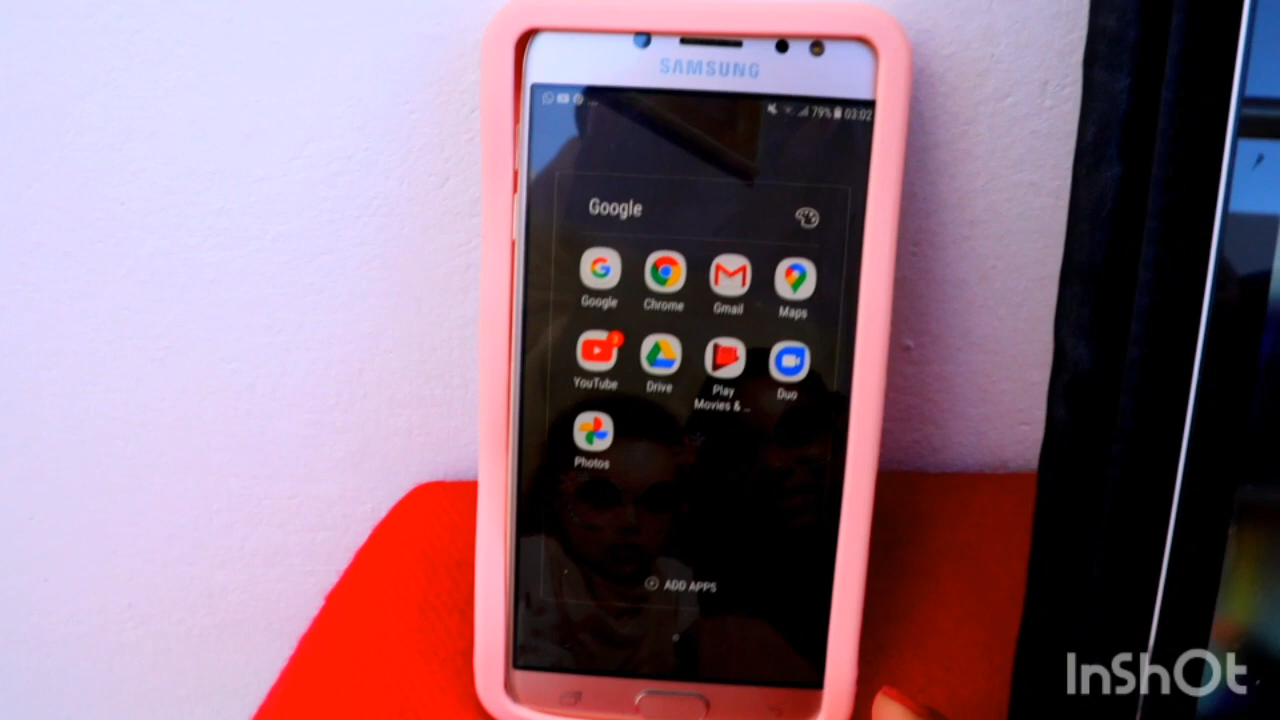 SAMSUNG
79% 03:02
Google
Google Chrome Gmail Maps
YouTube Drive Play Movies & ... Duo
Photos
ADD APPS
InShOt